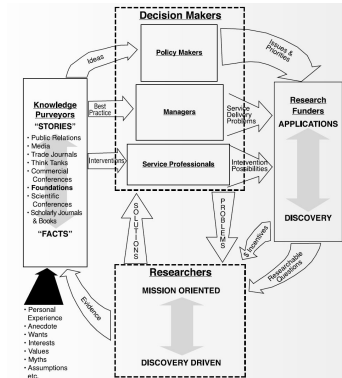 Decision Makers
Policy Makers
Managers
Service Professionals
Ideas
Best
Practice
Interventions
Issues &
Priorities
Service
Delivery
Problems
Intervention
Possibilities
Knowledge
Purveyors
"STORIES"
• Public Relations
• Media
• Trade Journals
• Think Tanks
• Commercial
Conferences
• Foundations
• Scientific
Conferences
• Scholarly Journals
& Books
"FACTS"
Research
Funders
APPLICATIONS
DISCOVERY
SOLUTIONS
PROBLEMS
& Incentives
Researchable
Questions
Evidence
Researchers
MISSION ORIENTED
DISCOVERY DRIVEN
• Personal
Experience
• Anecdote
• Wants
• Interests
• Values
• Myths
• Assumptions
etc.